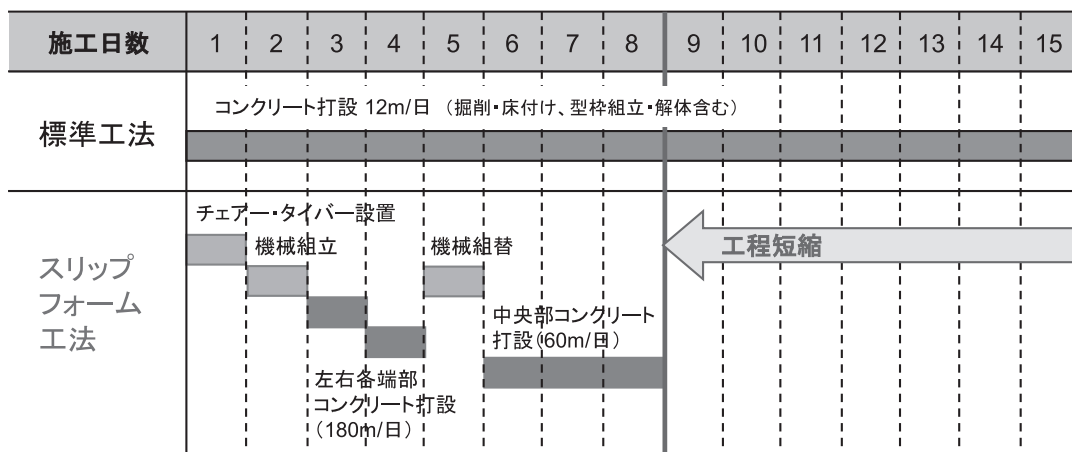 施工日数 1 2 3 4 5 6 7 8 9 10 11 12 13 14 15
標準工法
コンクリート打設 12m/日 (掘削・床付け、型枠組立・解体含む)
スリップ
フォーム
工法
チェアー・タイバー設置
機械組立
左右各端部
コンクリート打設
(180m/日)
機械組替
中央部コンクリート
打設(60m/日)
工程短縮